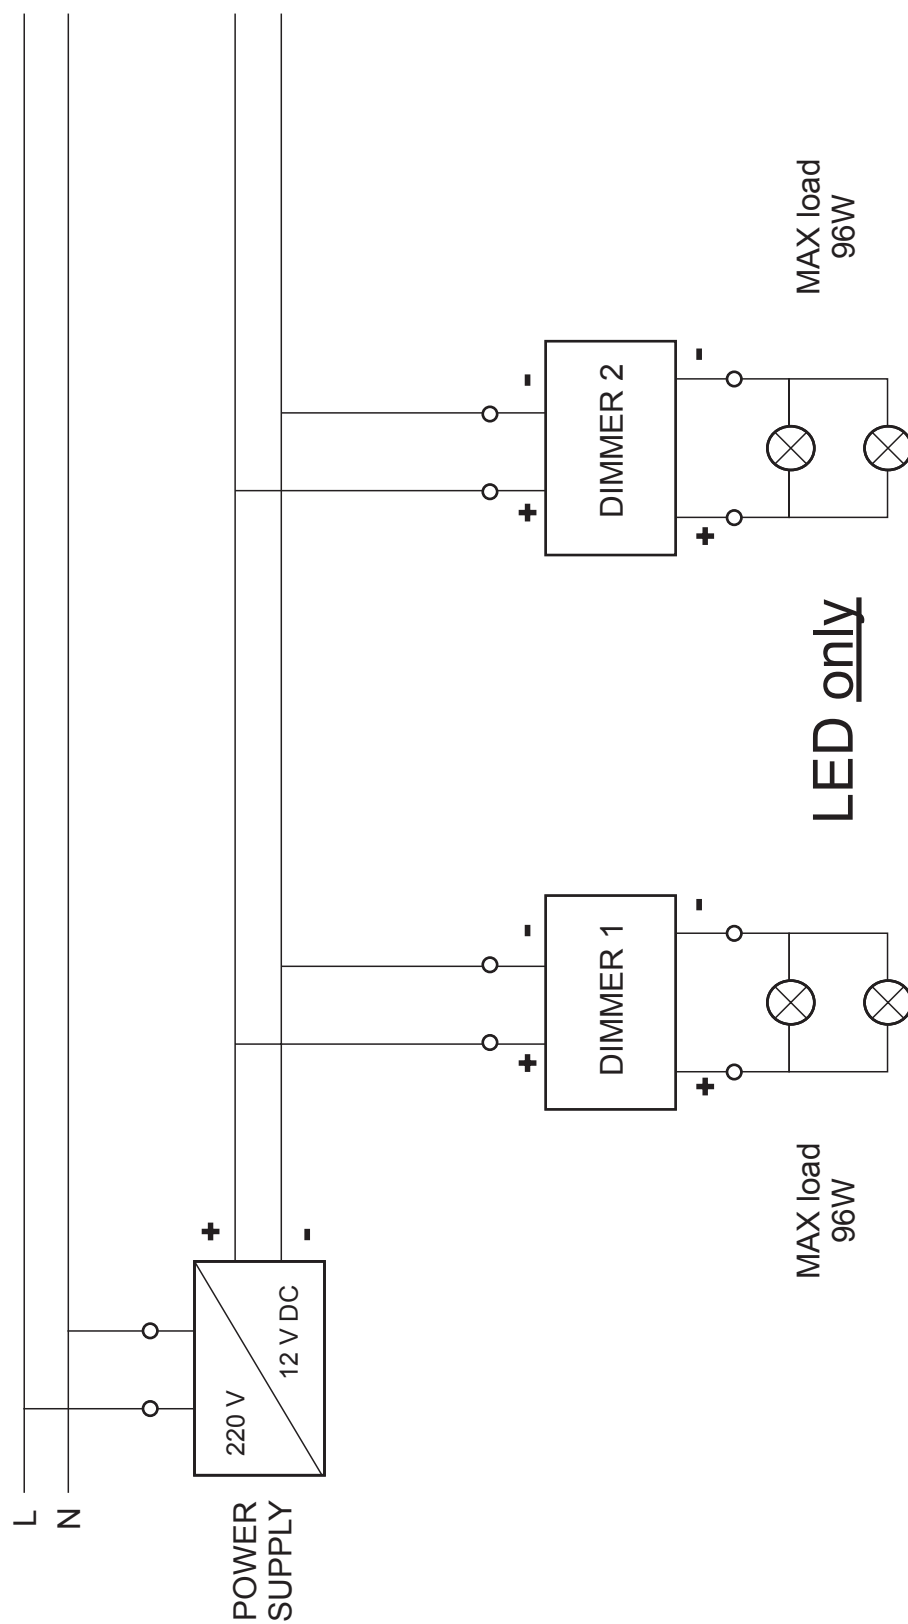 L
N
POWER
SUPPLY
220 V
12 V DC
+
-
+
-
DIMMER 1
+
-
MAX load
96W
+
-
DIMMER 2
+
-
MAX load
96W
LED only